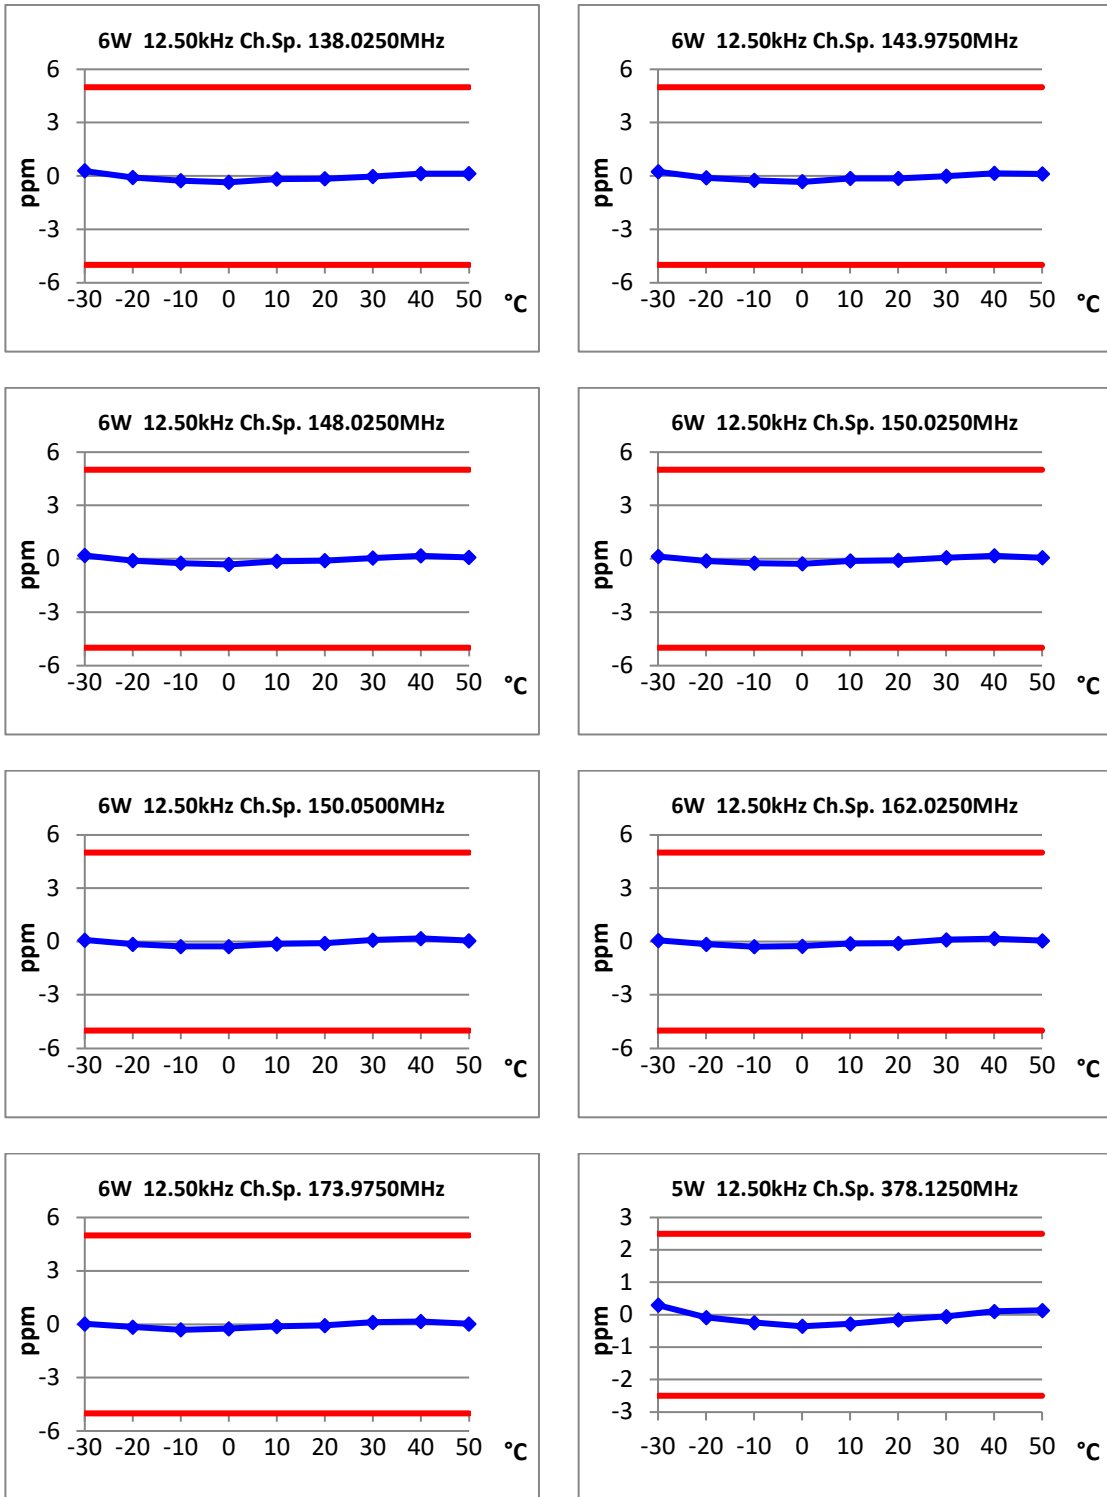 6W 12.50kHz Ch.Sp. 138.0250MHz
6
3
0
-3
-6
ppm
-30 -20 -10 0 10 20 30 40 50 °C
6W 12.50kHz Ch.Sp. 143.9750MHz
6
3
0
-3
-6
ppm
-30 -20 -10 0 10 20 30 40 50 °C
6W 12.50kHz Ch.Sp. 148.0250MHz
6
3
0
-3
-6
ppm
-30 -20 -10 0 10 20 30 40 50 °C
6W 12.50kHz Ch.Sp. 150.0250MHz
6
3
0
-3
-6
ppm
-30 -20 -10 0 10 20 30 40 50 °C
6W 12.50kHz Ch.Sp. 150.0500MHz
6
3
0
-3
-6
ppm
-30 -20 -10 0 10 20 30 40 50 °C
6W 12.50kHz Ch.Sp. 162.0250MHz
6
3
0
-3
-6
ppm
-30 -20 -10 0 10 20 30 40 50 °C
6W 12.50kHz Ch.Sp. 173.9750MHz
6
3
0
-3
-6
ppm
-30 -20 -10 0 10 20 30 40 50 °C
5W 12.50kHz Ch.Sp. 378.1250MHz
3
2
1
0
-1
-2
-3
ppm
-30 -20 -10 0 10 20 30 40 50 °C